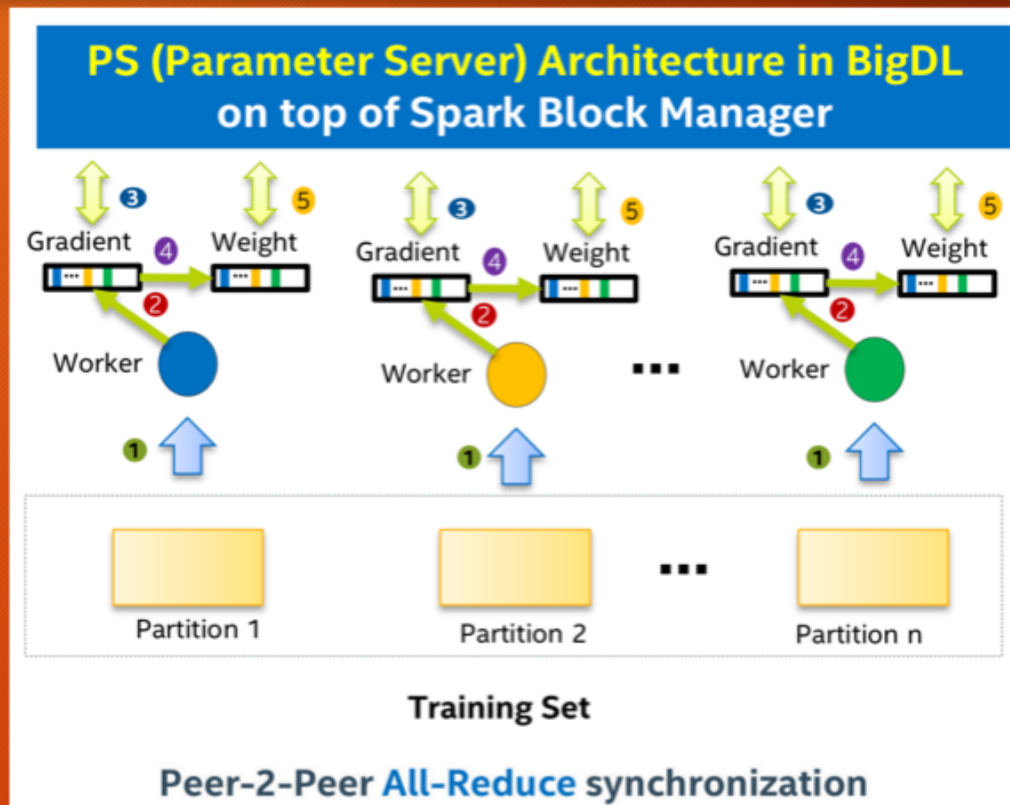 PS (Parameter Server) Architecture in BigDL
on top of Spark Block Manager
3 5 3 5 3 5
Gradient 4 Weight Gradient 4 Weight Gradient 4 Weight
... ... ... ... ... ...
2 2 2
Worker Worker ... Worker
1 1 1
...
Partition 1 Partition 2 Partition n
Training Set
Peer-2-Peer All-Reduce synchronization